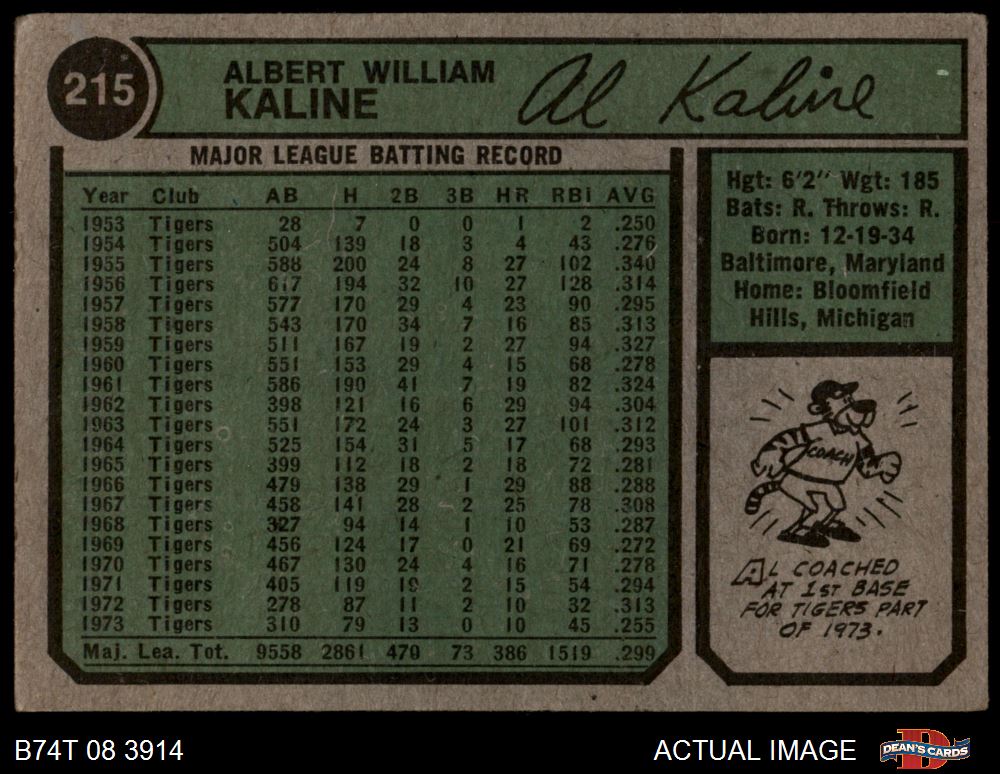 215
ALBERT WILLIAM
KALINE
Al Kaline
MAJOR LEAGUE BATTING RECORD
Year Club AB H 2B 3B HR RBI AVG
1953 Tigers 28 7 0 0 1 2 .250
1954 Tigers 504 139 18 3 4 43 .276
1955 Tigers 588 200 24 8 27 102 .340
1956 Tigers 617 194 32 10 27 128 .314
1957 Tigers 577 170 29 4 23 90 .295
1958 Tigers 543 170 34 7 16 85 .313
1959 Tigers 511 167 19 2 27 94 .327
1960 Tigers 551 153 29 4 15 68 .278
1961 Tigers 586 190 41 7 19 82 .324
1962 Tigers 398 121 16 6 29 94 .304
1963 Tigers 551 172 24 3 27 101 .312
1964 Tigers 525 154 31 5 17 68 .293
1965 Tigers 399 112 18 2 18 72 .281
1966 Tigers 479 138 29 1 29 88 .288
1967 Tigers 458 141 28 2 25 78 .308
1968 Tigers 327 94 14 1 10 53 .287
1969 Tigers 456 124 17 0 21 69 .272
1970 Tigers 467 130 24 4 16 71 .278
1971 Tigers 405 119 19 2 15 54 .294
1972 Tigers 278 87 11 2 10 32 .313
1973 Tigers 310 79 13 0 10 45 .255
Maj. Lea. Tot. 9558 2861 470 73 386 1519 .299
Hgt: 6'2" Wgt: 185
Bats: R. Throws: R.
Born: 12-19-34
Baltimore, Maryland
Home: Bloomfield
Hills, Michigan
COACH
AL COACHED
AT 1ST BASE
FOR TIGERS PART
OF 1973.
B74T 08 3914
ACTUAL IMAGE
DEAN'S CARDS